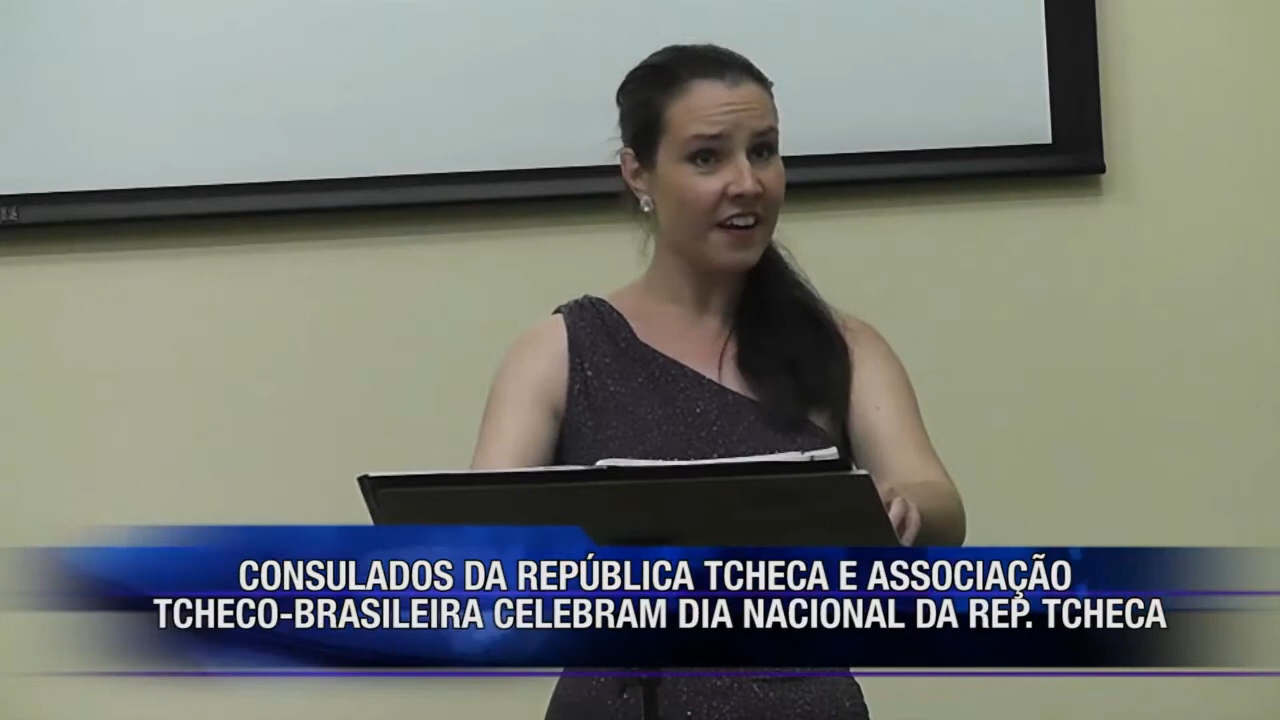 CONSULADOS DA REPÚBLICA TCHECA E ASSOCIAÇÃO
TCHECO-BRASILEIRA CELEBRAM DIA NACIONAL DA REP. TCHECA